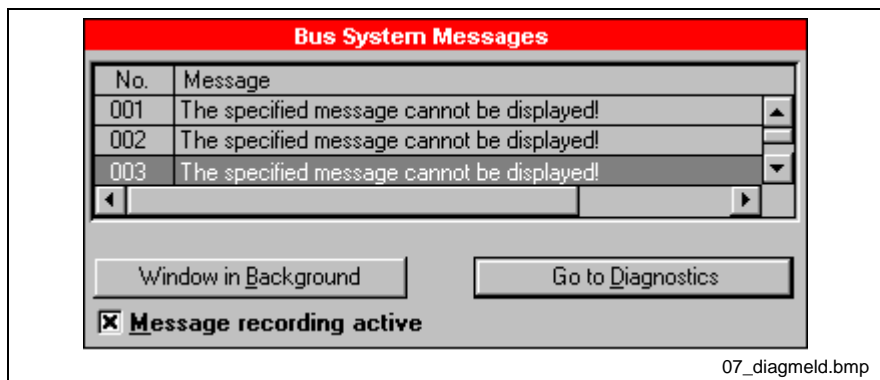 Bus System Messages
No. Message
001 The specified message cannot be displayed!
002 The specified message cannot be displayed!
003 The specified message cannot be displayed!
Window in Background Go to Diagnostics
Message recording active
07_diagmeld.bmp